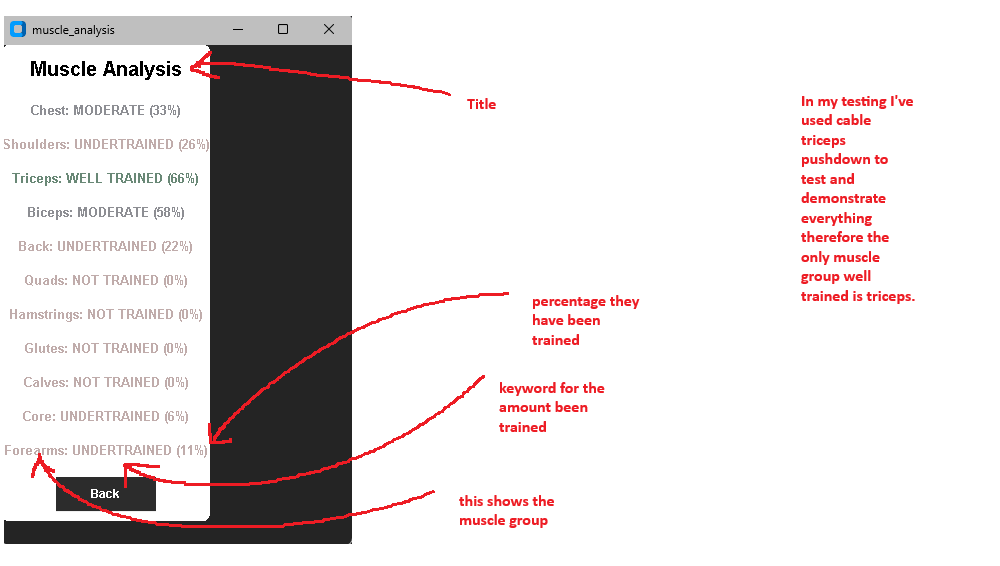 muscle_analysis
Muscle Analysis
Chest: MODERATE (33%)
Shoulders: UNDERTRAINED (26%)
Triceps: WELL TRAINED (66%)
Biceps: MODERATE (58%)
Back: UNDERTRAINED (22%)
Quads: NOT TRAINED (0%)
Hamstrings: NOT TRAINED (0%)
Glutes: NOT TRAINED (0%)
Calves: NOT TRAINED (0%)
Core: UNDERTRAINED (6%)
Forearms: UNDERTRAINED (11%)
Back
Title
percentage they
have been
trained
keyword for the
amount been
trained
this shows the
muscle group
In my testing I've
used cable
triceps
pushdown to
test and
demonstrate
everything
therefore the
only muscle
group well
trained is triceps.